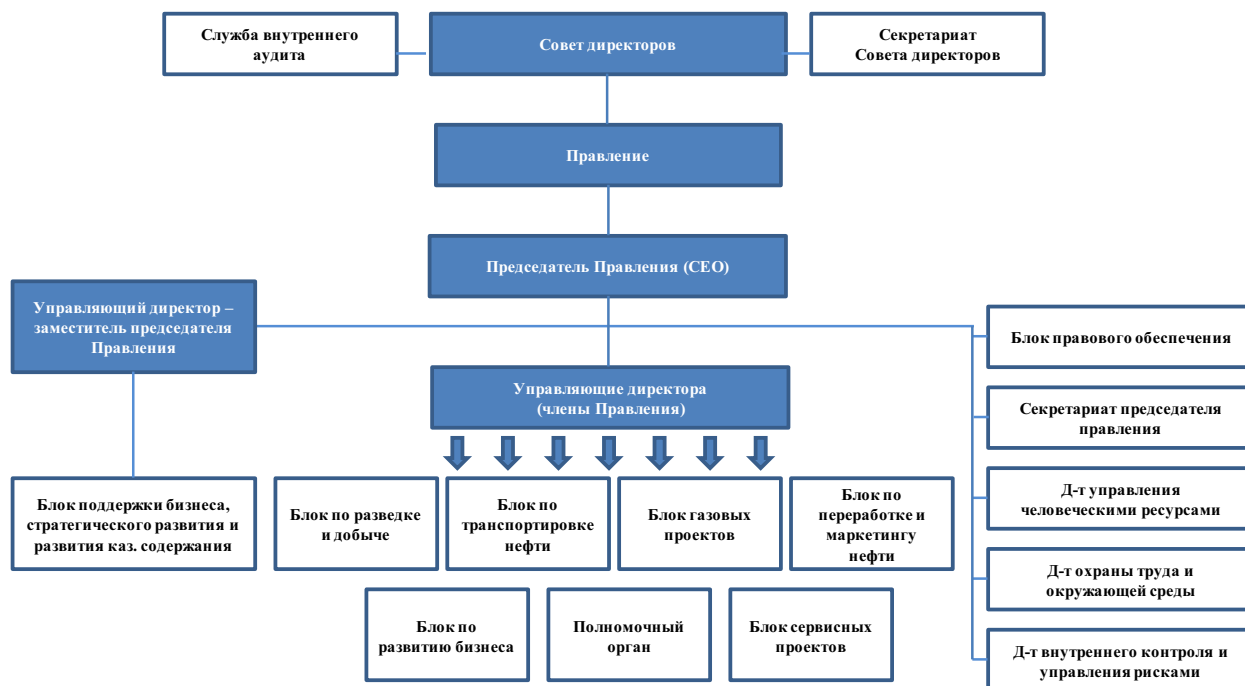 Служба внутреннего
аудита
Совет директоров
Секретариат
Совета директоров
Правление
Председатель Правления (CEO)
Управляющий директор –
заместитель председателя
Правления
Управляющие директора
(члены Правления)
Блок правового обеспечения
Секретариат председателя
правления
Д-т управления
человеческими ресурсами
Д-т охраны труда и
окружающей среды
Д-т внутреннего контроля и
управления рисками
Блок поддержки бизнеса,
стратегического развития и
развития каз. содержания
Блок по разведке
и добыче
Блок по
транспортировке
нефти
Блок газовых
проектов
Блок по
переработке и
маркетингу
нефти
Блок по
развитию бизнеса
Полномочный
орган
Блок сервисных
проектов